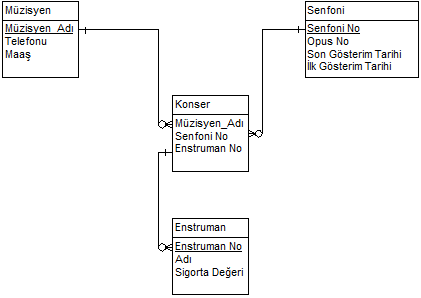 Müzisyen
Müzisyen_Adı
Telefonu
Maaş
Senfoni
Senfoni No
Opus No
Son Gösterim Tarihi
İlk Gösterim Tarihi
Konser
Müzisyen_Adı
Senfoni No
Enstruman No
Enstruman
Enstruman No
Adı
Sigorta Değeri